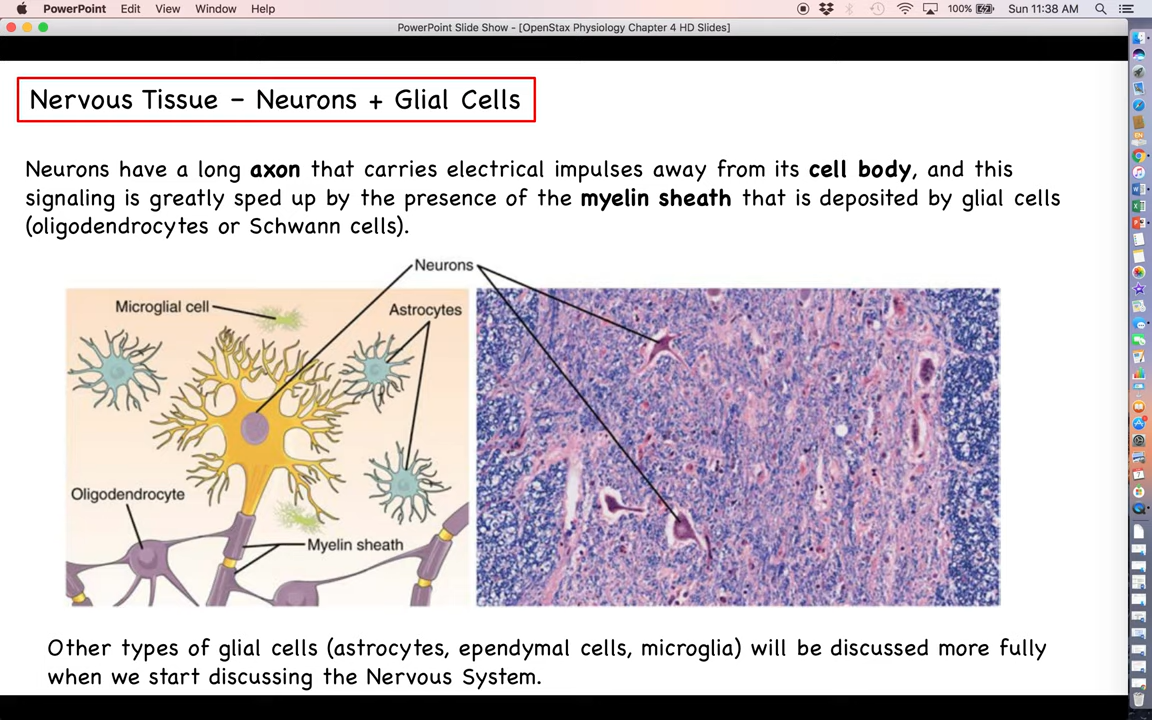 PowerPoint Edit View Window Help 100% Sun 11:38 AM
PowerPoint Slide Show - [OpenStax Physiology Chapter 4 HD Slides]
Nervous Tissue – Neurons + Glial Cells
Neurons have a long axon that carries electrical impulses away from its cell body, and this
signaling is greatly sped up by the presence of the myelin sheath that is deposited by glial cells
(oligodendrocytes or Schwann cells).
Neurons
Microglial cell
Astrocytes
Oligodendrocyte
Myelin sheath
Other types of glial cells (astrocytes, ependymal cells, microglia) will be discussed more fully
when we start discussing the Nervous System.